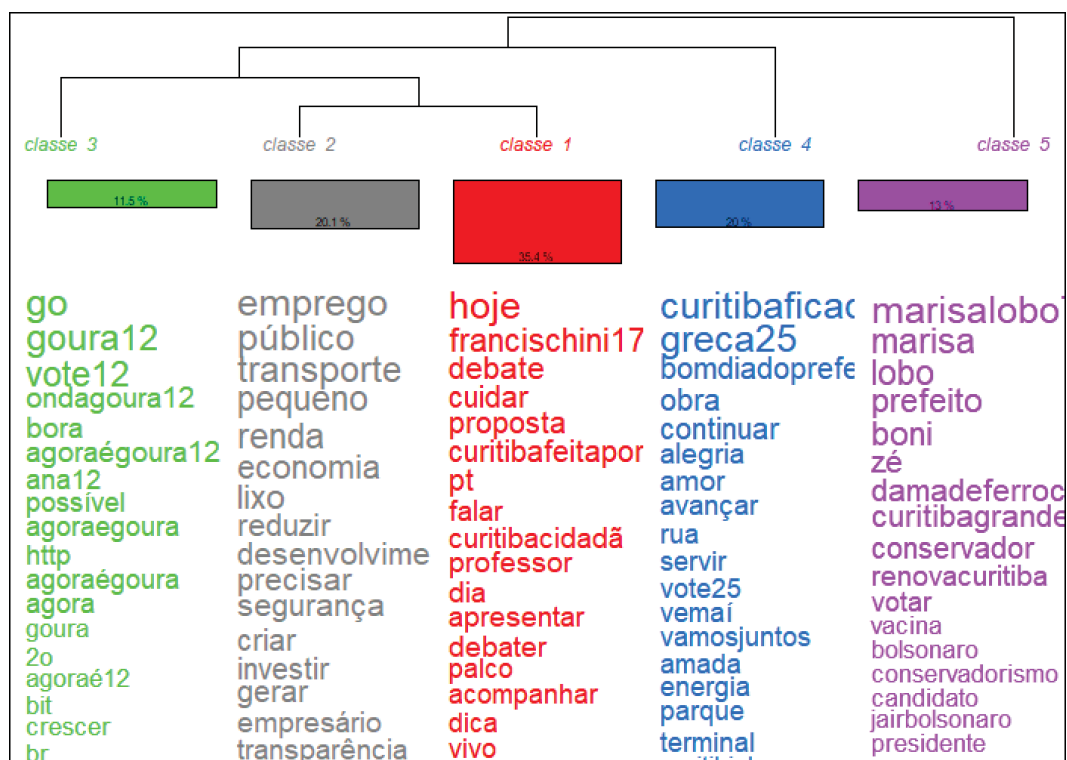 classe 3
classe 2
classe 1
classe 4
classe 5
11.5 %
20.1 %
35.4 %
20 %
13 %
go
goura12
vote12
ondagoura12
bora
agoraégoura12
ana12
possível
agoraegoura
http
agoraégoura
agora
goura
2o
agoraé12
bit
crescer
br
emprego
público
transporte
pequeno
renda
economia
lixo
reduzir
desenvolvime
precisar
segurança
criar
investir
gerar
empresário
transparência
hoje
francischini17
debate
cuidar
proposta
curitibafeitapor
pt
falar
curitibacidadã
professor
dia
apresentar
debater
palco
acompanhar
dica
vivo
curitibaficac
greca25
bomdiadoprefe
obra
continuar
alegria
amor
avançar
rua
servir
vote25
vemaí
vamosjuntos
amada
energia
parque
terminal
marisalobo
marisa
lobo
prefeito
boni
zé
damadeferroc
curitibagrande
conservador
renovacuritiba
votar
vacina
bolsonaro
conservadorismo
candidato
jairbolsonaro
presidente